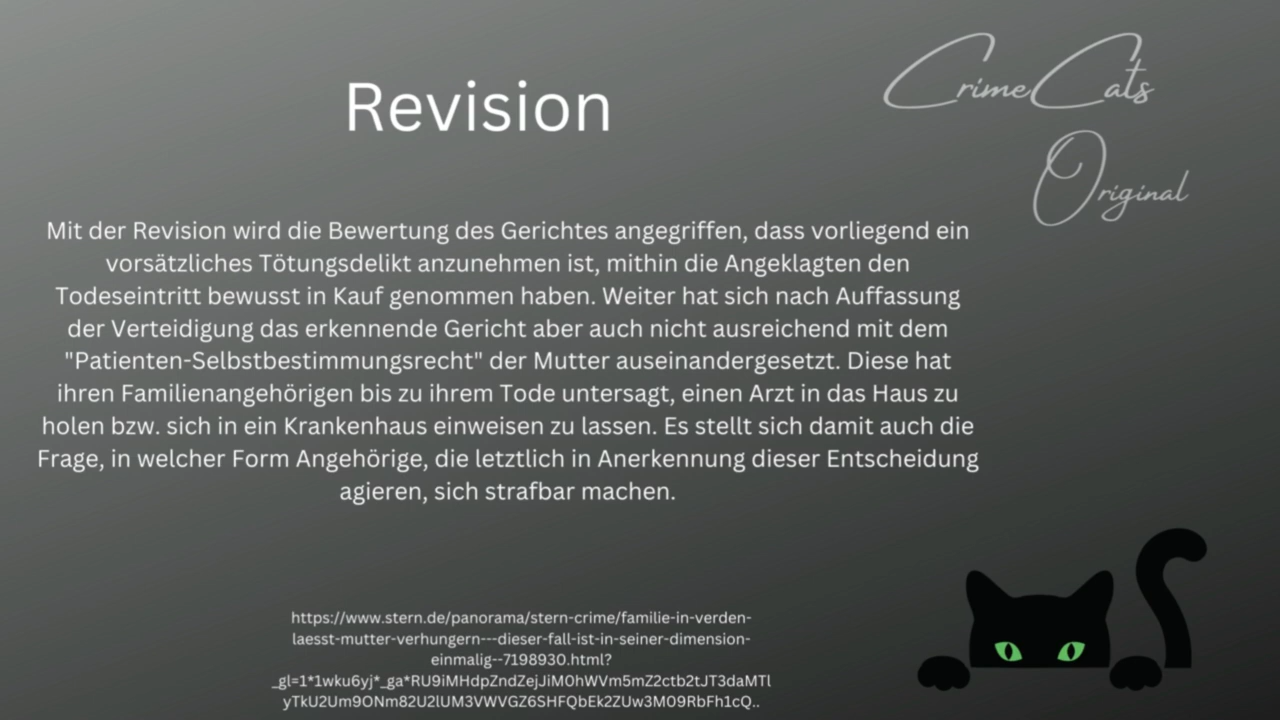 CrimeCats
Original
Revision
Mit der Revision wird die Bewertung des Gerichtes angegriffen, dass vorliegend ein
vorsätzliches Tötungsdelikt anzunehmen ist, mithin die Angeklagten den
Todeseintritt bewusst in Kauf genommen haben. Weiter hat sich nach Auffassung
der Verteidigung das erkennende Gericht aber auch nicht ausreichend mit dem
"Patienten-Selbstbestimmungsrecht" der Mutter auseinandergesetzt. Diese hat
ihren Familienangehörigen bis zu ihrem Tode untersagt, einen Arzt in das Haus zu
holen bzw. sich in ein Krankenhaus einweisen zu lassen. Es stellt sich damit auch die
Frage, in welcher Form Angehörige, die letztlich in Anerkennung dieser Entscheidung
agieren, sich strafbar machen.
https://www.stern.de/panorama/stern-crime/familie-in-verden-
laesst-mutter-verhungern---dieser-fall-ist-in-seiner-dimension-
einmalig--7198930.html?
_gl=1*1wku6yj*_ga*RU9iMHdpZndZejJiM0hWVm5mZ2ctb2tJT3daMTl
yTkU2Um9ONm82U2lUM3VWVGZ6SHFQbEk2ZUw3M09RbFh1cQ..